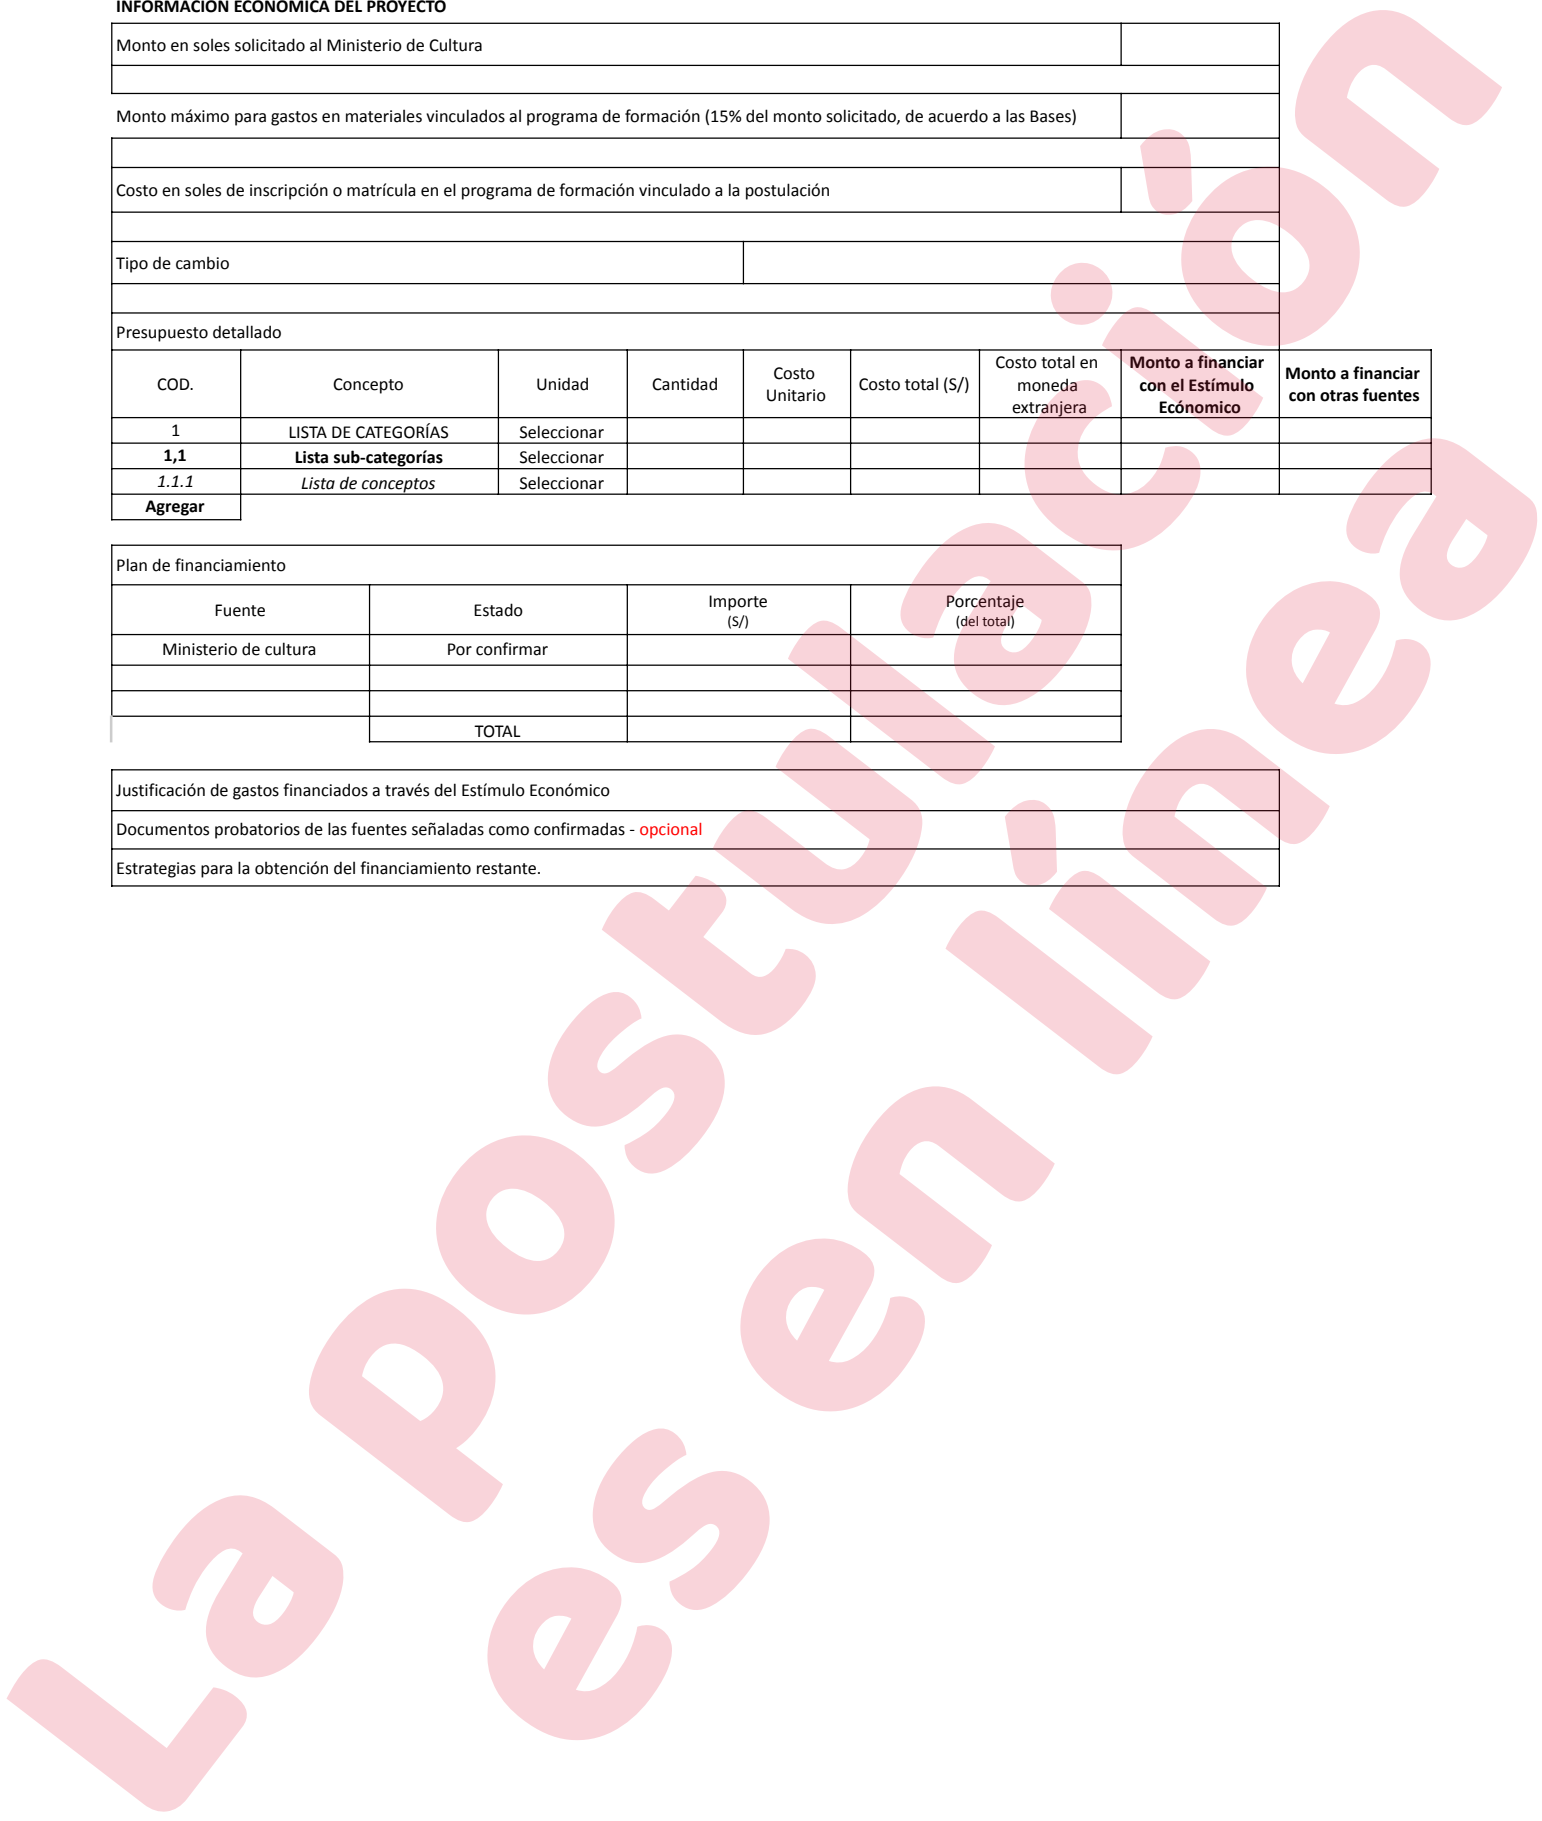 INFORMACIÓN ECONÓMICA DEL PROYECTO
Monto en soles solicitado al Ministerio de Cultura
Monto máximo para gastos en materiales vinculados al programa de formación (15% del monto solicitado, de acuerdo a las Bases)
Costo en soles de inscripción o matrícula en el programa de formación vinculado a la postulación
Tipo de cambio
Presupuesto detallado
COD. Concepto Unidad Cantidad Costo Unitario Costo total (S/) Costo total en moneda extranjera Monto a financiar con el Estímulo Ecónomico Monto a financiar con otras fuentes
1 LISTA DE CATEGORÍAS Seleccionar
1,1 Lista sub-categorías Seleccionar
1.1.1 Lista de conceptos Seleccionar
Agregar
Plan de financiamiento
Fuente Estado Importe (S/) Porcentaje (del total)
Ministerio de cultura Por confirmar
TOTAL
Justificación de gastos financiados a través del Estímulo Económico
Documentos probatorios de las fuentes señaladas como confirmadas - opcional
Estrategias para la obtención del financiamiento restante.
La postulación
es en línea